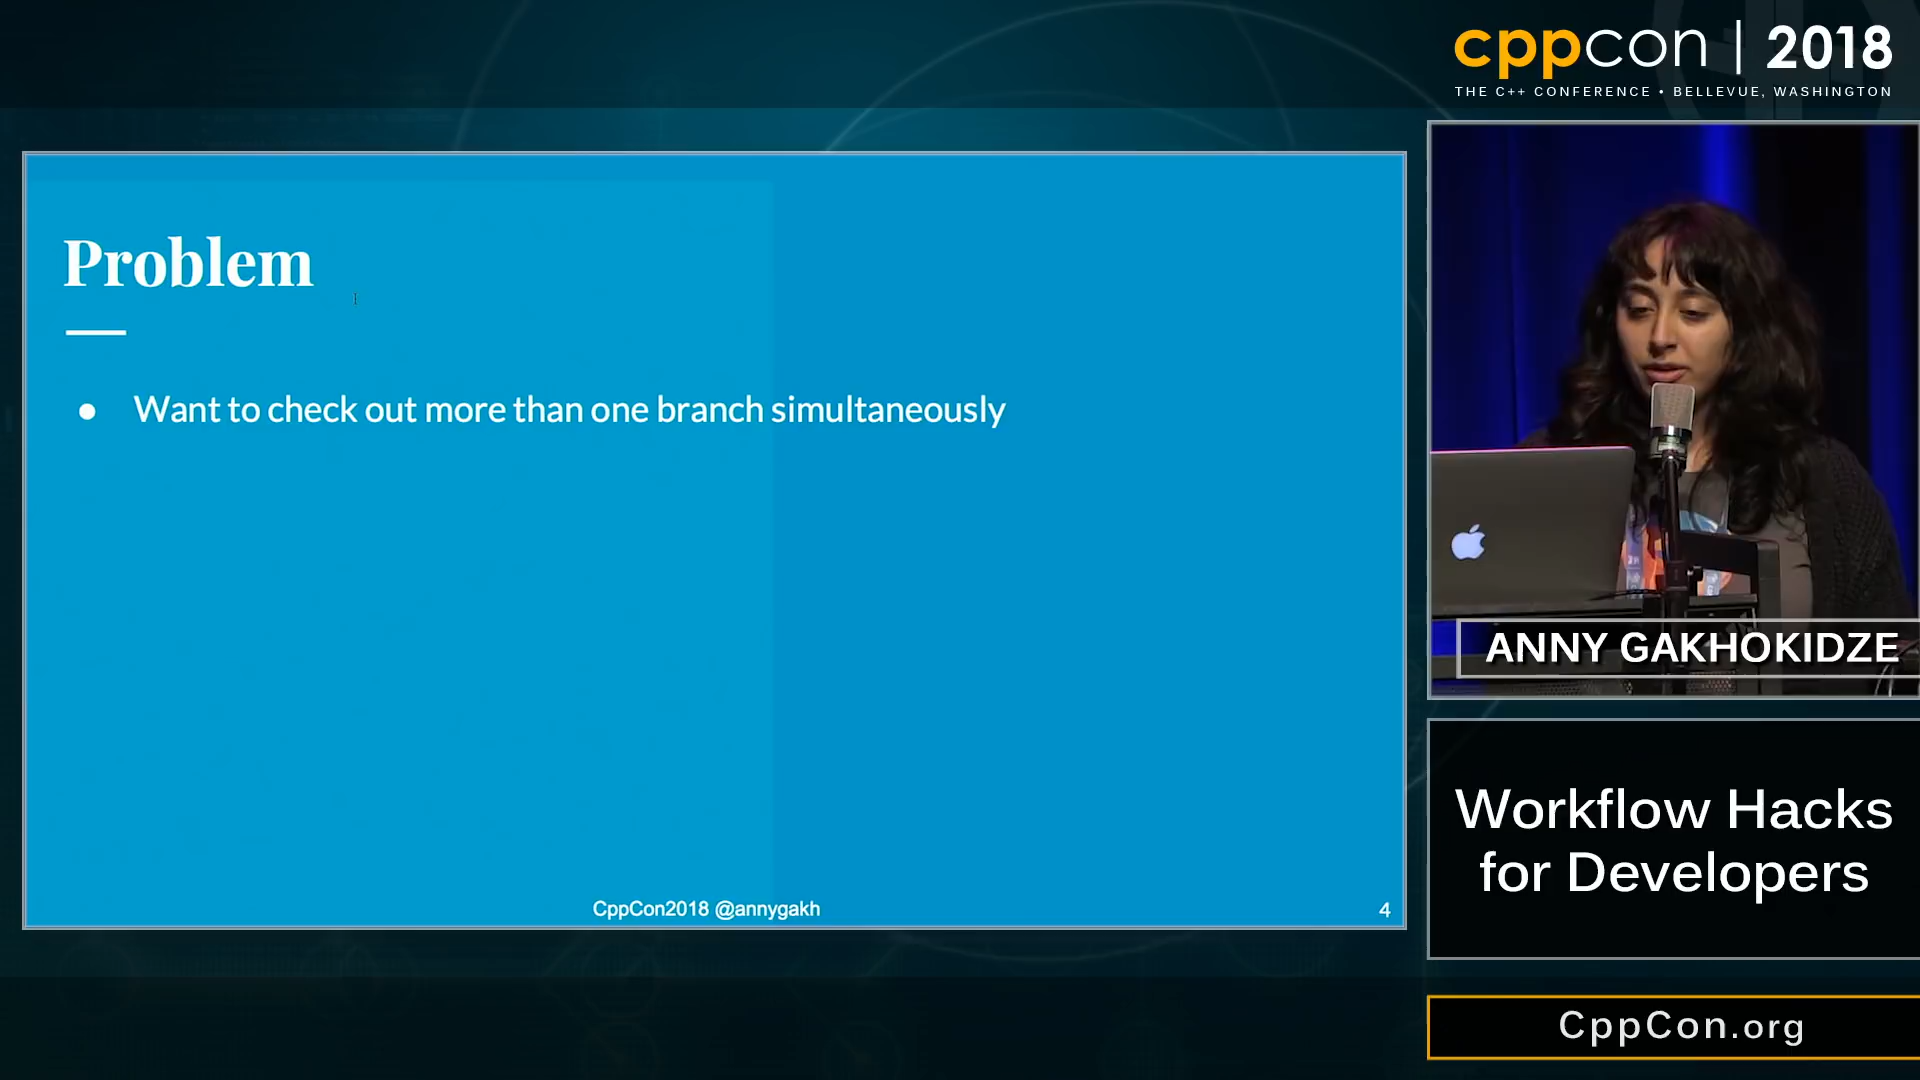 cppcon | 2018
THE C++ CONFERENCE • BELLEVUE, WASHINGTON
Problem
● Want to check out more than one branch simultaneously
CppCon2018 @annygakh
4
ANNY GAKHOKIDZE
Workflow Hacks
for Developers
CppCon.org